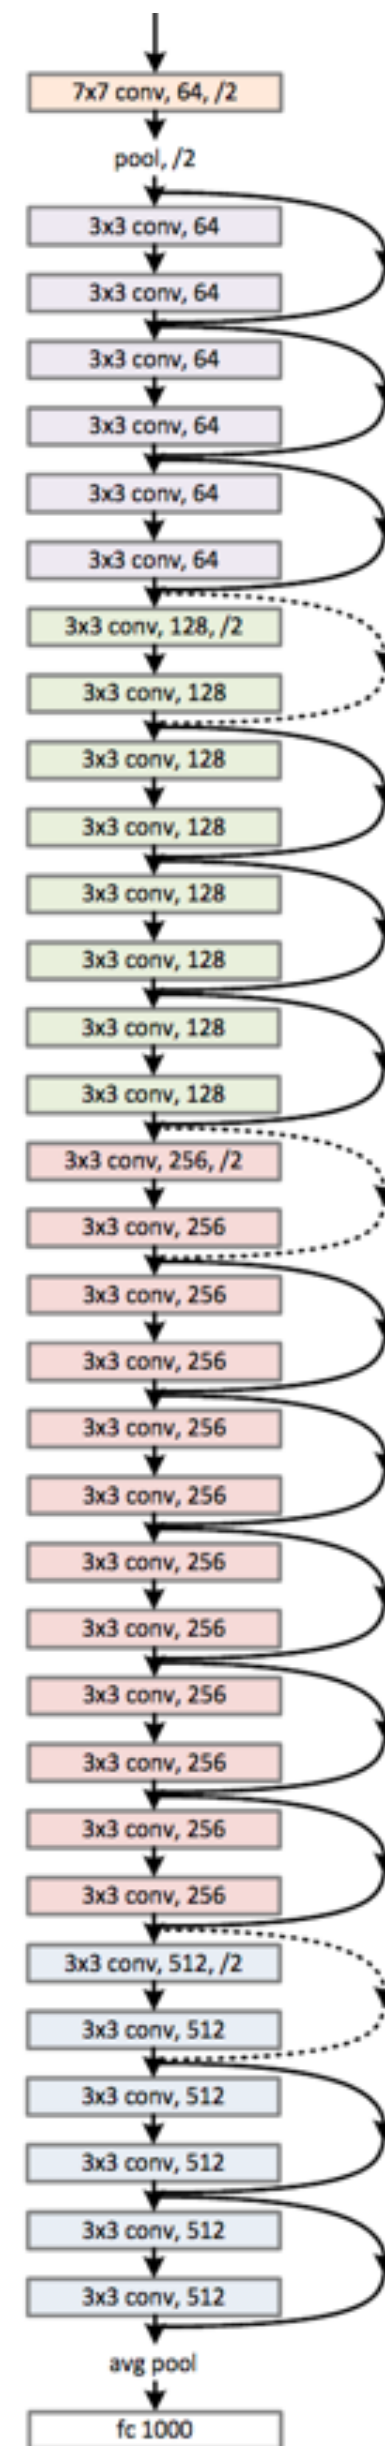 7x7 conv, 64, /2
pool, /2
3x3 conv, 64
3x3 conv, 64
3x3 conv, 64
3x3 conv, 64
3x3 conv, 64
3x3 conv, 64
3x3 conv, 128, /2
3x3 conv, 128
3x3 conv, 128
3x3 conv, 128
3x3 conv, 128
3x3 conv, 128
3x3 conv, 128
3x3 conv, 128
3x3 conv, 256, /2
3x3 conv, 256
3x3 conv, 256
3x3 conv, 256
3x3 conv, 256
3x3 conv, 256
3x3 conv, 256
3x3 conv, 256
3x3 conv, 256
3x3 conv, 256
3x3 conv, 256
3x3 conv, 256
3x3 conv, 512, /2
3x3 conv, 512
3x3 conv, 512
3x3 conv, 512
3x3 conv, 512
3x3 conv, 512
avg pool
fc 1000